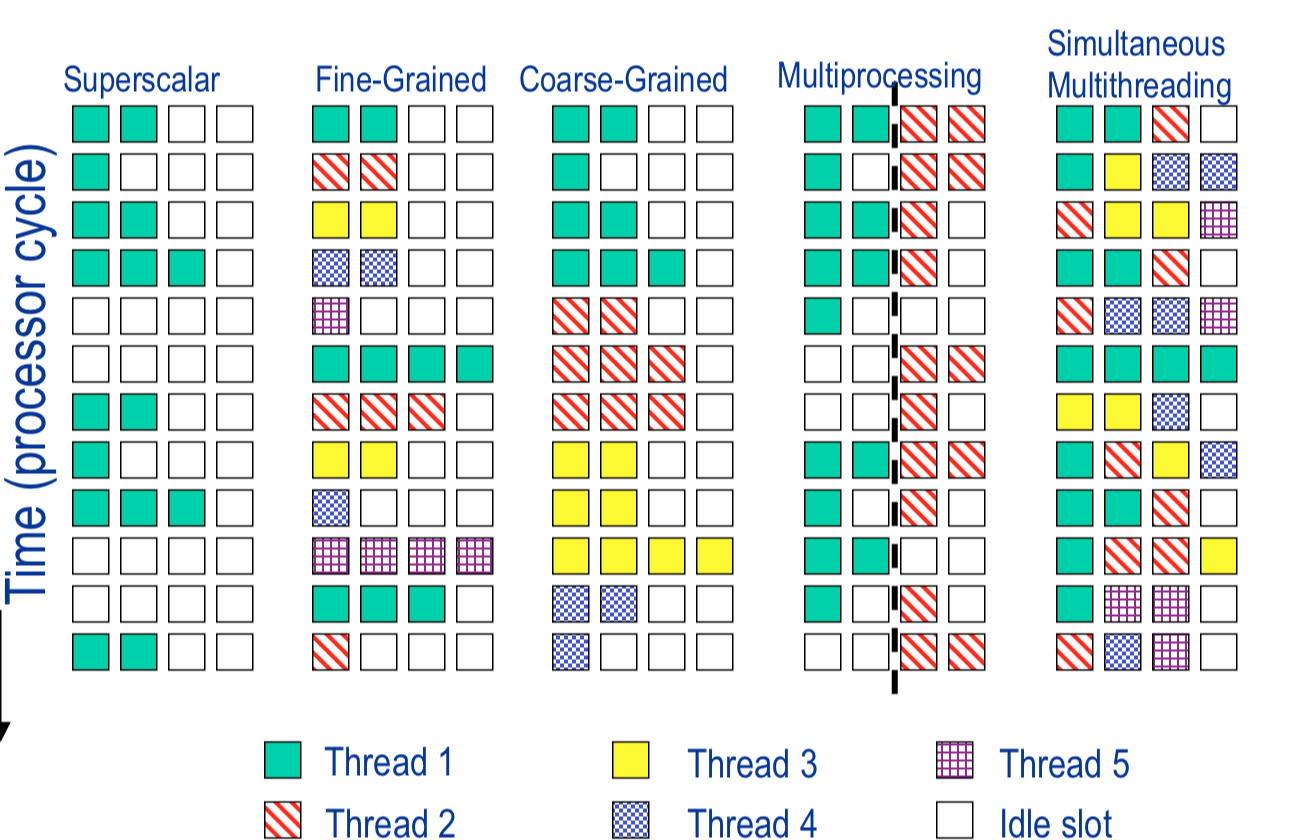 Superscalar
Fine-Grained
Coarse-Grained
Multiprocessing
Simultaneous
Multithreading
Time (processor cycle)
Thread 1
Thread 3
Thread 5
Thread 2
Thread 4
Idle slot